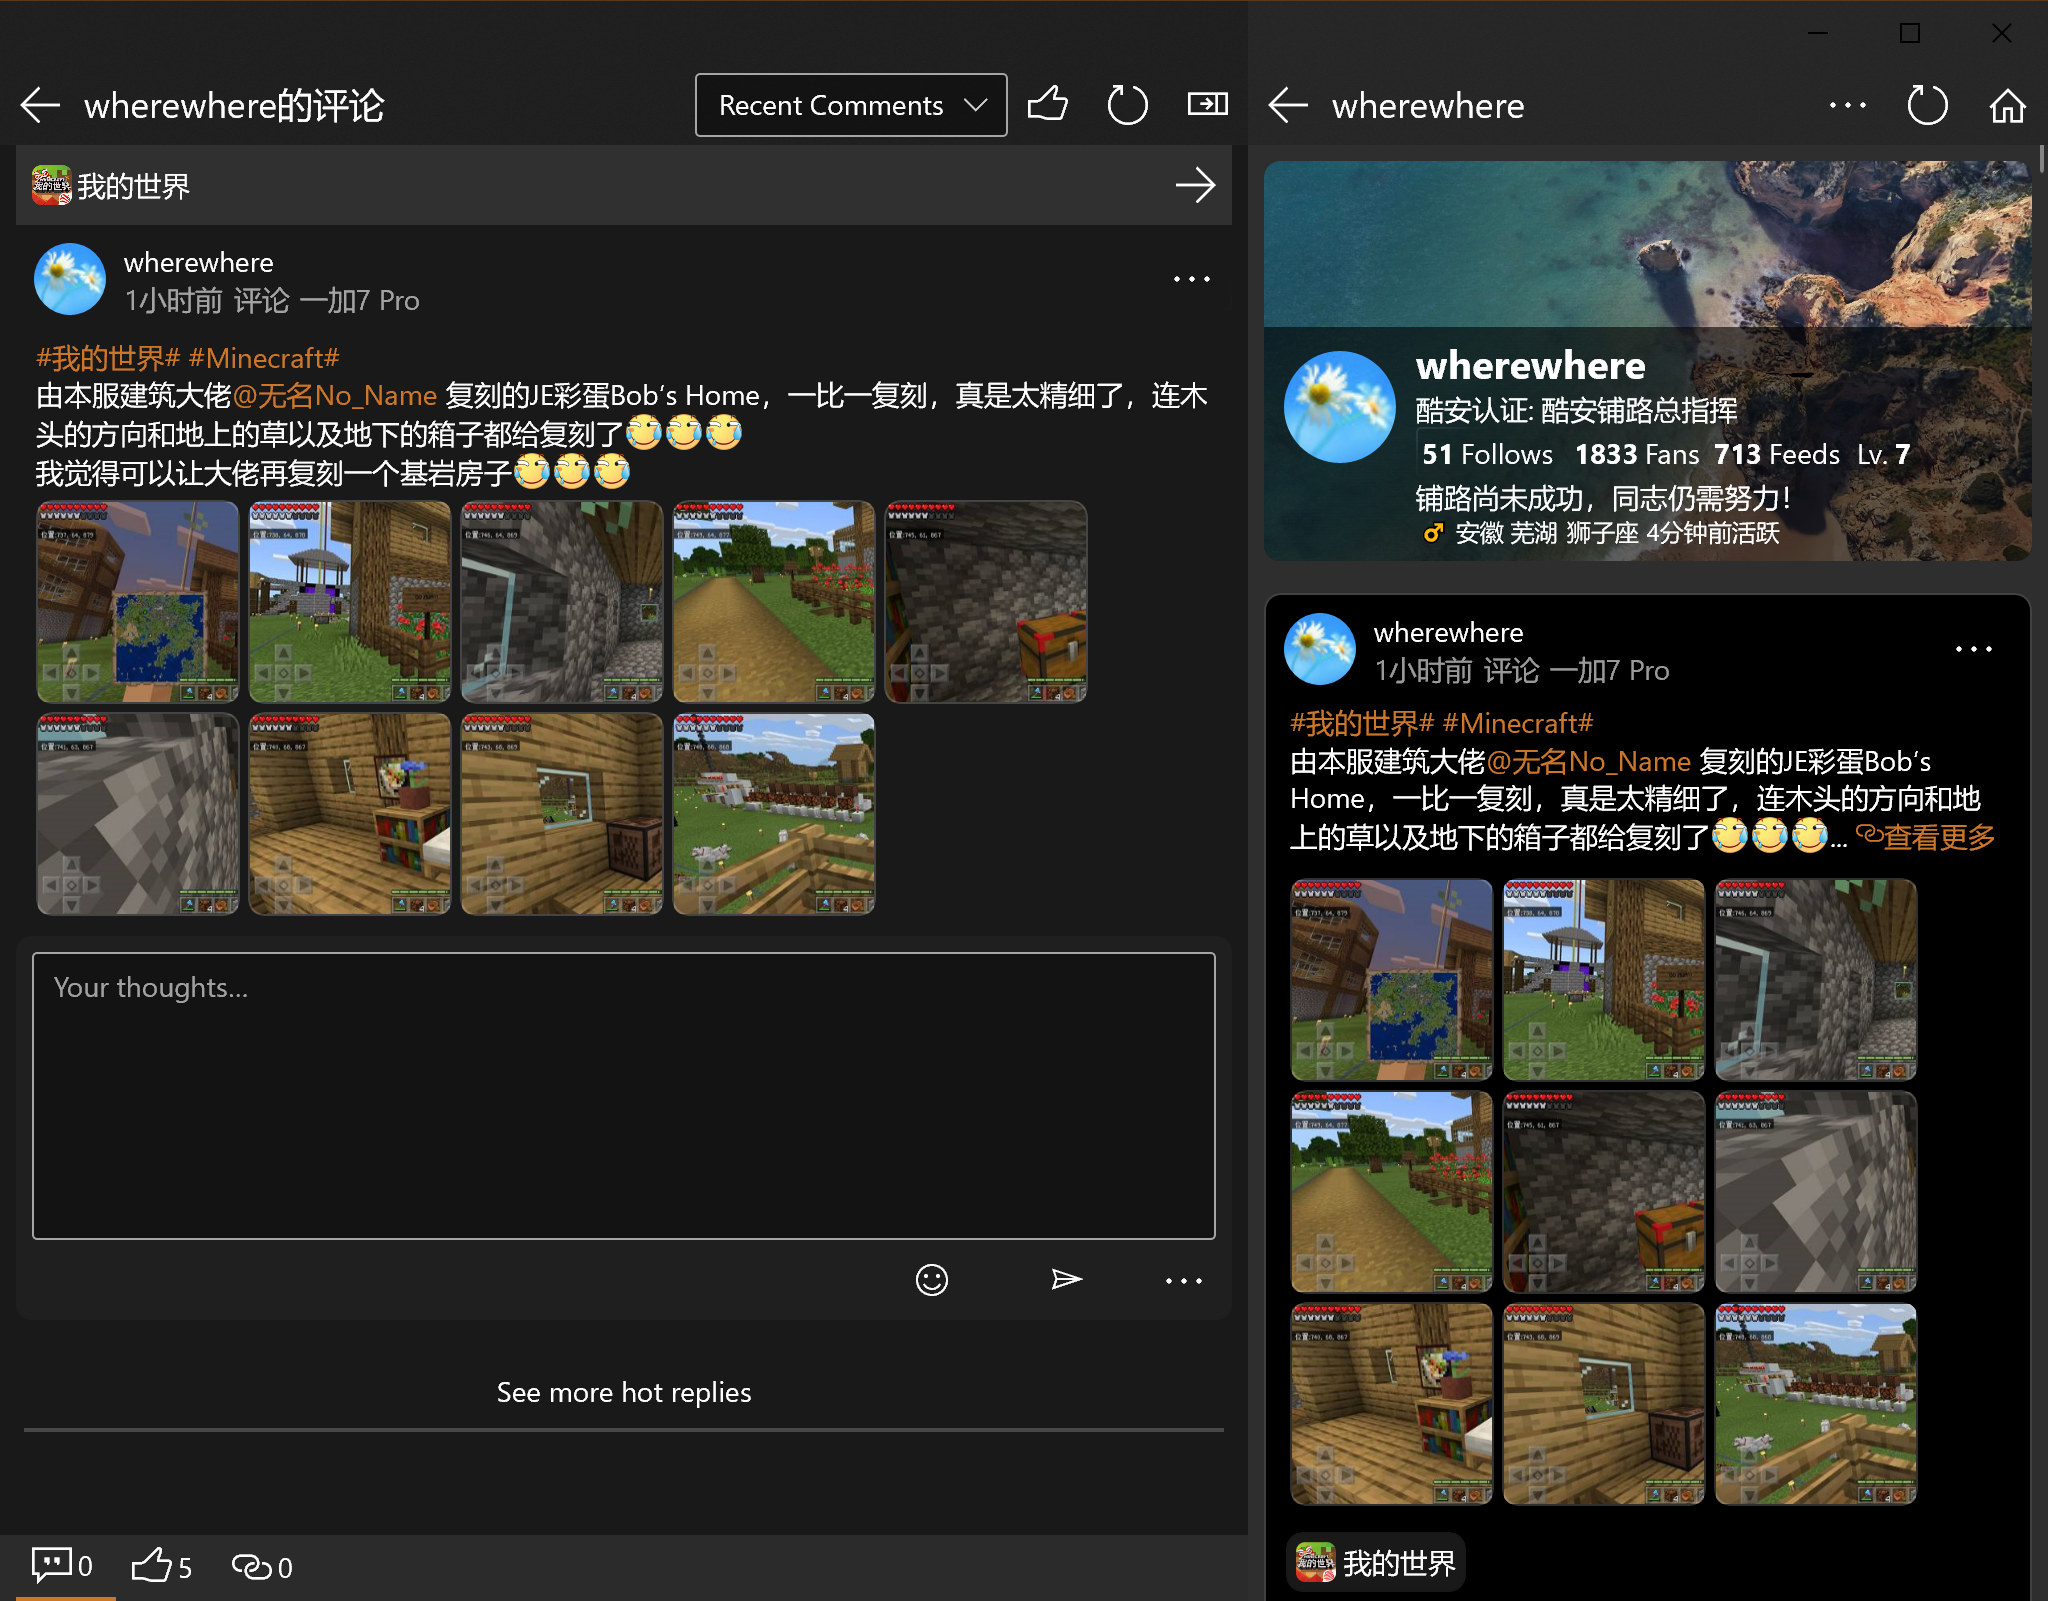 wherewhere的评论
Recent Comments
我的世界
wherewhere
1小时前 评论 一加7 Pro
#我的世界# #Minecraft#
由本服建筑大佬@无名No_Name 复刻的JE彩蛋Bob's Home，一比一复刻，真是太精细了，连木
头的方向和地上的草以及地下的箱子都给复刻了
我觉得可以让大佬再复刻一个基岩房子
Your thoughts...
See more hot replies
0
5
0
wherewhere
wherewhere
酷安认证: 酷安铺路总指挥
51 Follows 1833 Fans 713 Feeds Lv. 7
铺路尚未成功，同志仍需努力！
安徽 芜湖 狮子座 4分钟前活跃
wherewhere
1小时前 评论 一加7 Pro
#我的世界# #Minecraft#
由本服建筑大佬@无名No_Name 复刻的JE彩蛋Bob's
Home，一比一复刻，真是太精细了，连木头的方向和地
上的草以及地下的箱子都给复刻了... 查看更多
我的世界